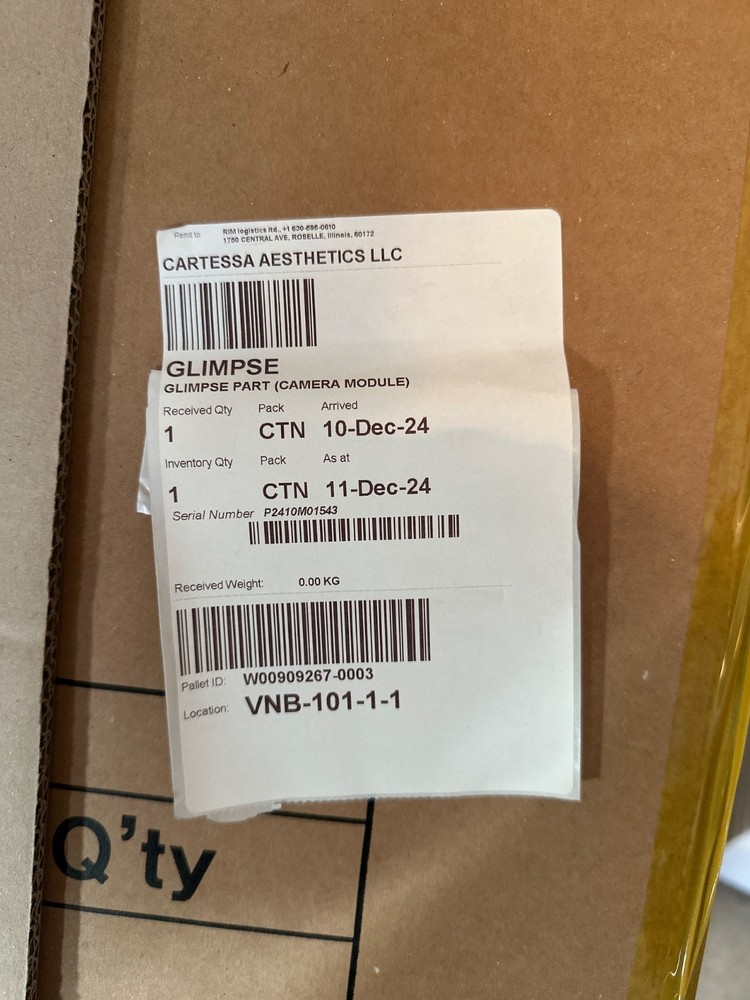 Remit to RIM logistics ltd., +1 630-595-0610
1750 CENTRAL AVE, ROSELLE, Illinois, 60172
CARTESSA AESTHETICS LLC
GLIMPSE
GLIMPSE PART (CAMERA MODULE)
Received Qty Pack Arrived
1 CTN 10-Dec-24
Inventory Qty Pack As at
1 CTN 11-Dec-24
Serial Number P2410M01543
Received Weight: 0.00 KG
Pallet ID: W00909267-0003
Location: VNB-101-1-1
Q'ty